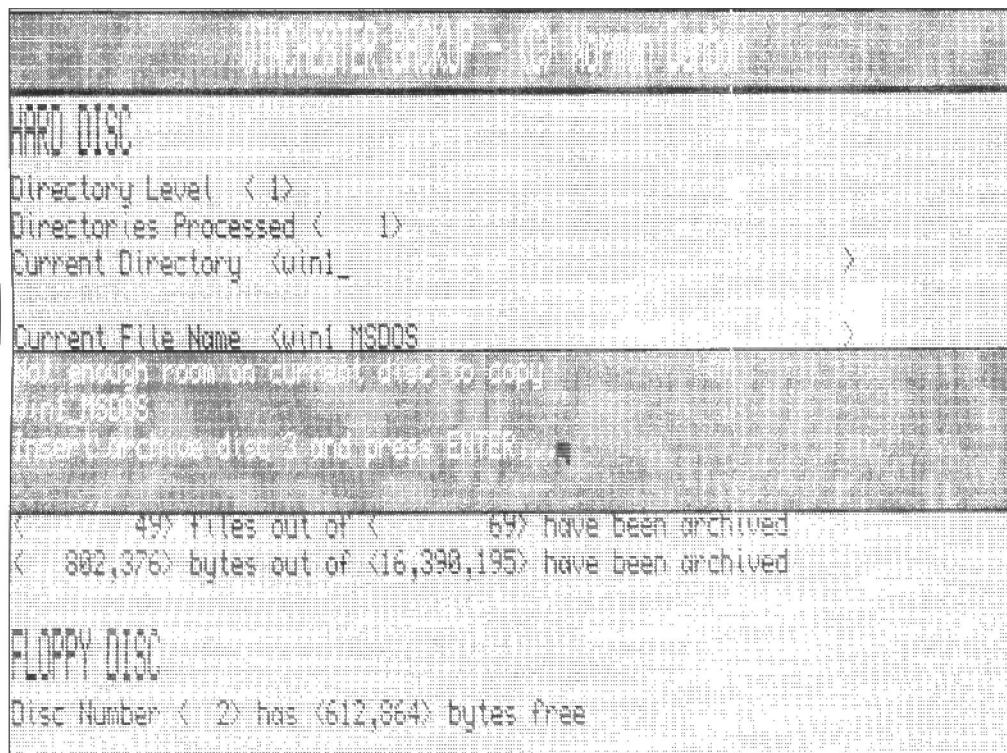 WINCHESTER BACKUP - (C) Norman Dunbar
HARD DISC
Directory Level < 1>
Directories Processed < 1>
Current Directory <win1_ >
Current File Name <win1_MSDOS >
Not enough room on current disc to copy
win1_MSDOS
Insert archive disc 3 and press ENTER...
< 49> files out of < 69> have been archived
< 802,376> bytes out of <16,390,195> have been archived
FLOPPY DISC
Disc Number < 2> has <612,864> bytes free